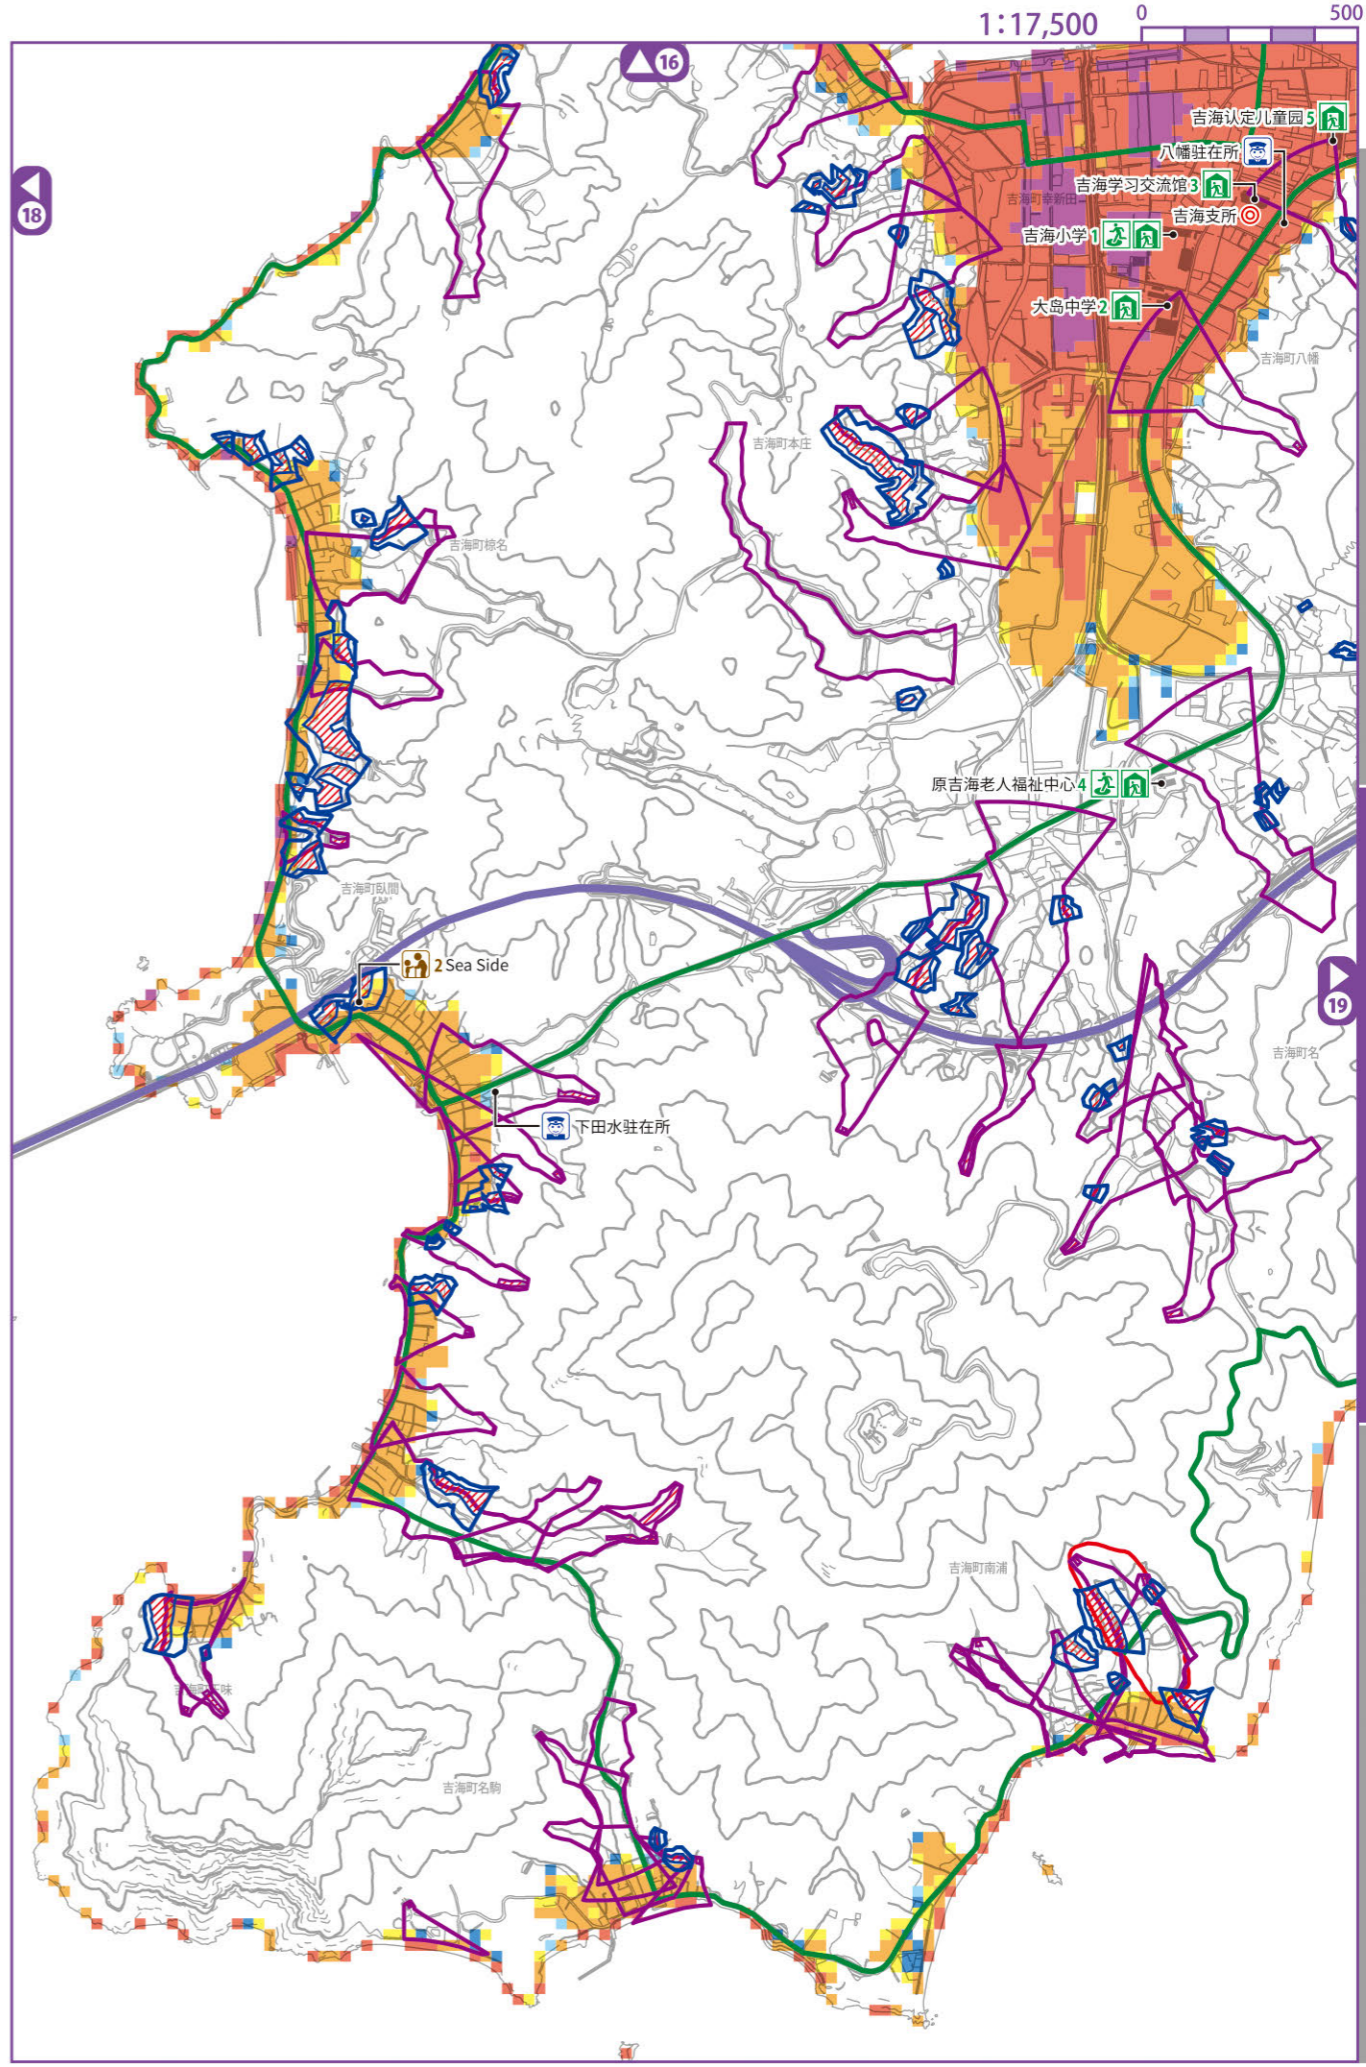 1:17,500
0
500
16
18
吉海认定儿童园 5
八幡驻在所
吉海町幸新田
吉海学习交流馆 3
吉海支所
吉海小学 1
大岛中学 2
吉海町八幡
吉海町本庄
吉海町椋名
原吉海老人福祉中心 4
吉海町臥間
2 Sea Side
19
吉海町名
下田水驻在所
吉海町南浦
吉海町名駒